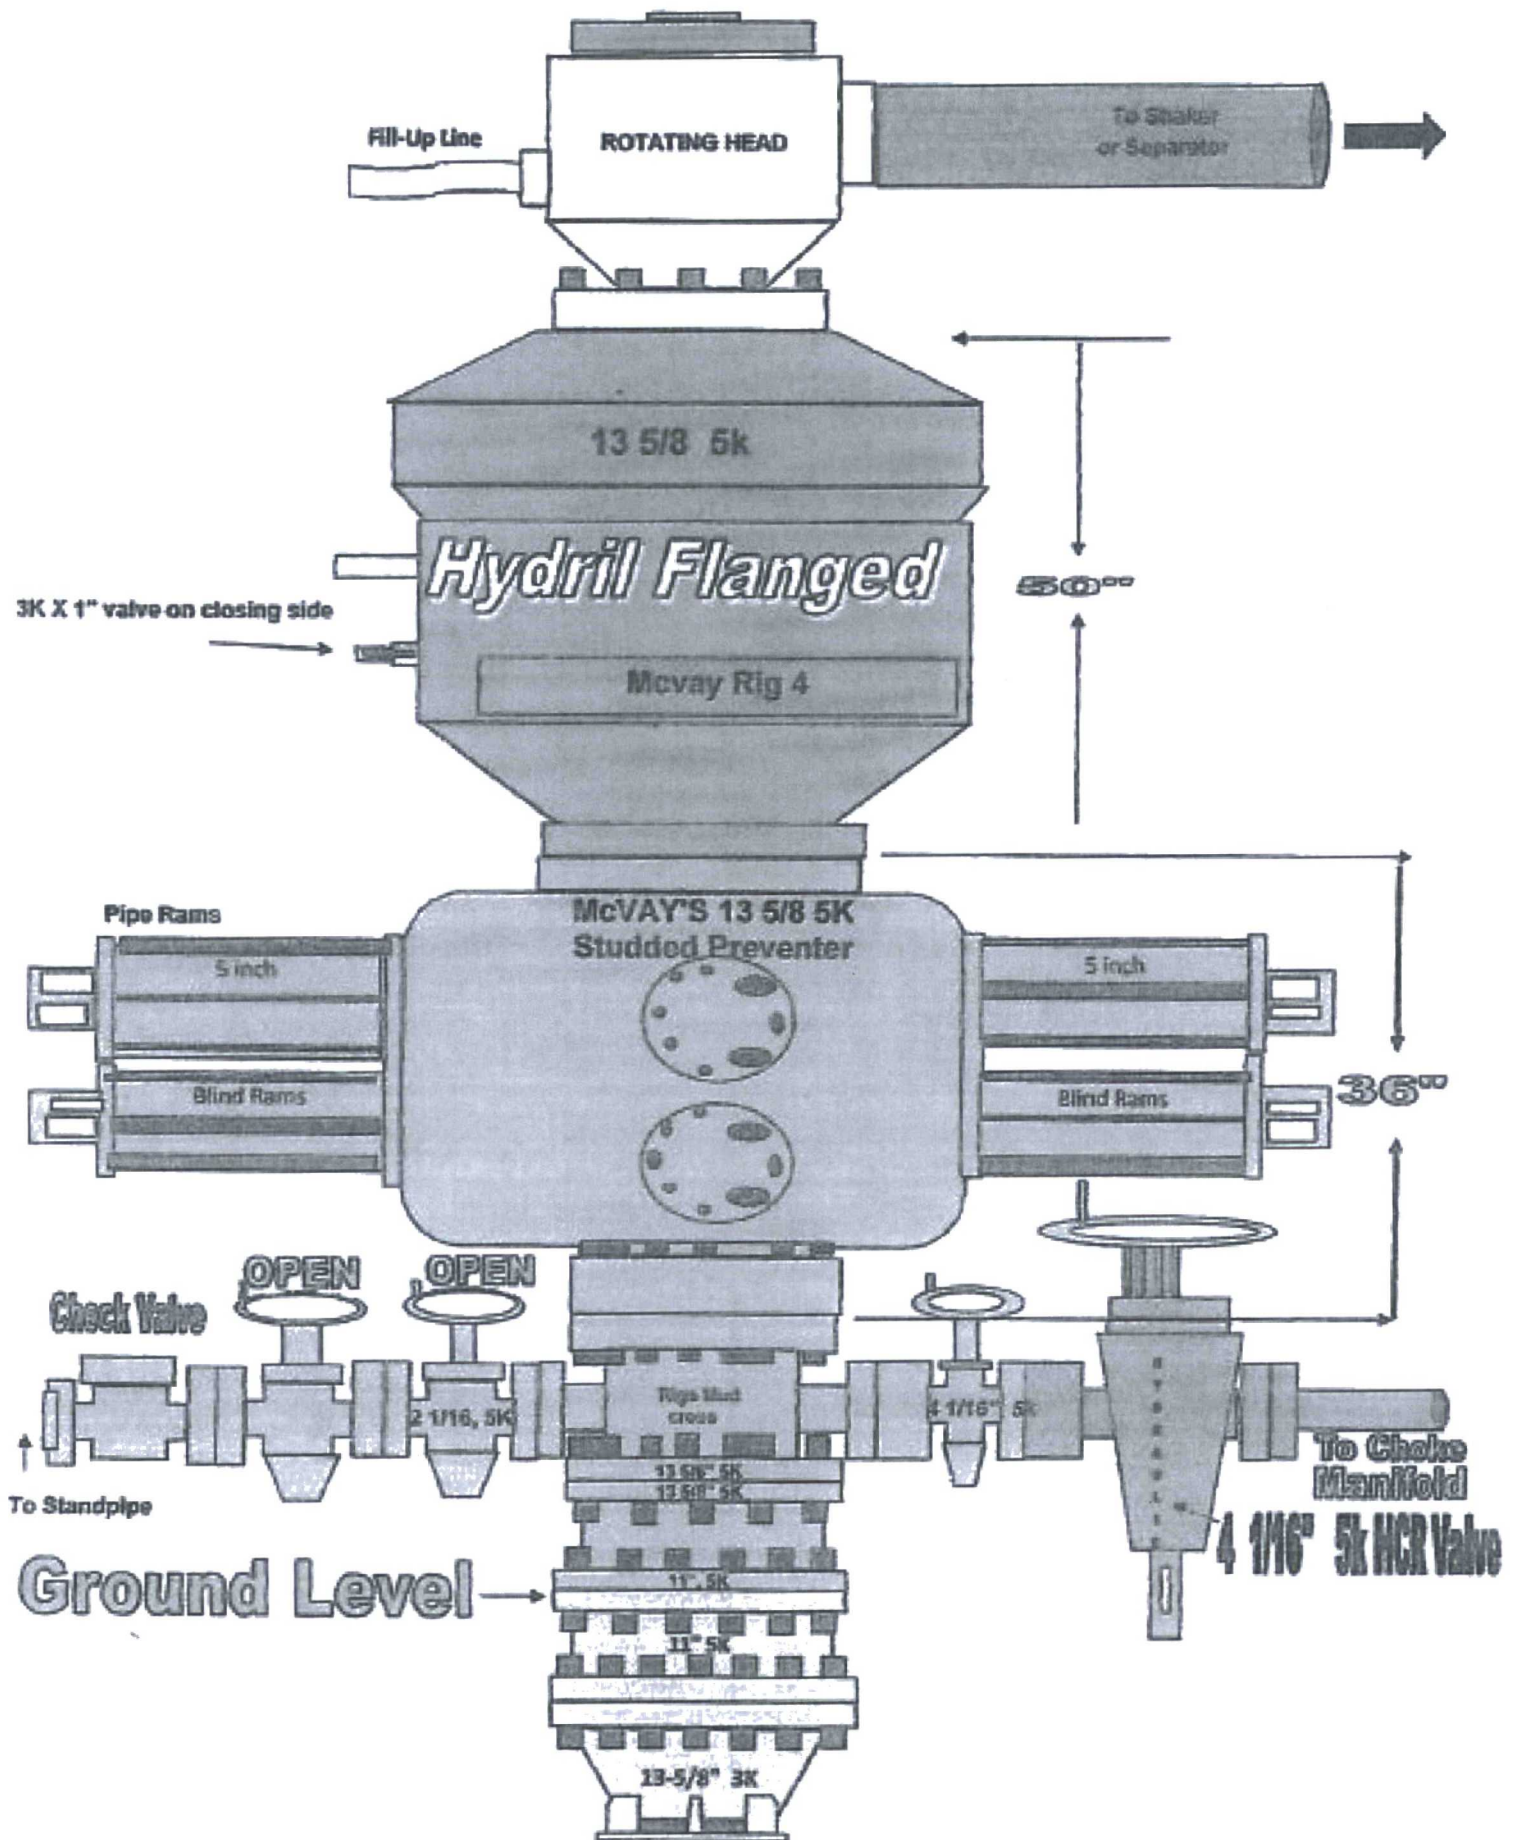 Fill-Up Line
ROTATING HEAD
To Shaker
or Separator
13 5/8 5k
Hydril Flanged
50""
3K X 1" valve on closing side
Mcvay Rig 4
Pipe Rams
McVAY'S 13 5/8 5K
Studded Preventer
5 inch
5 inch
Blind Rams
Blind Rams
36"
OPEN
OPEN
Check Valve
2 1/16, 5K
Rigs Mud
cross
4 1/16" 5k
HYDRAULIC
To Choke
Manifold
13 5/8" 5K
13 5/8" 5K
To Standpipe
4 1/16" 5k HCR Valve
Ground Level
11", 5K
11" 5K
13-5/8" 3K